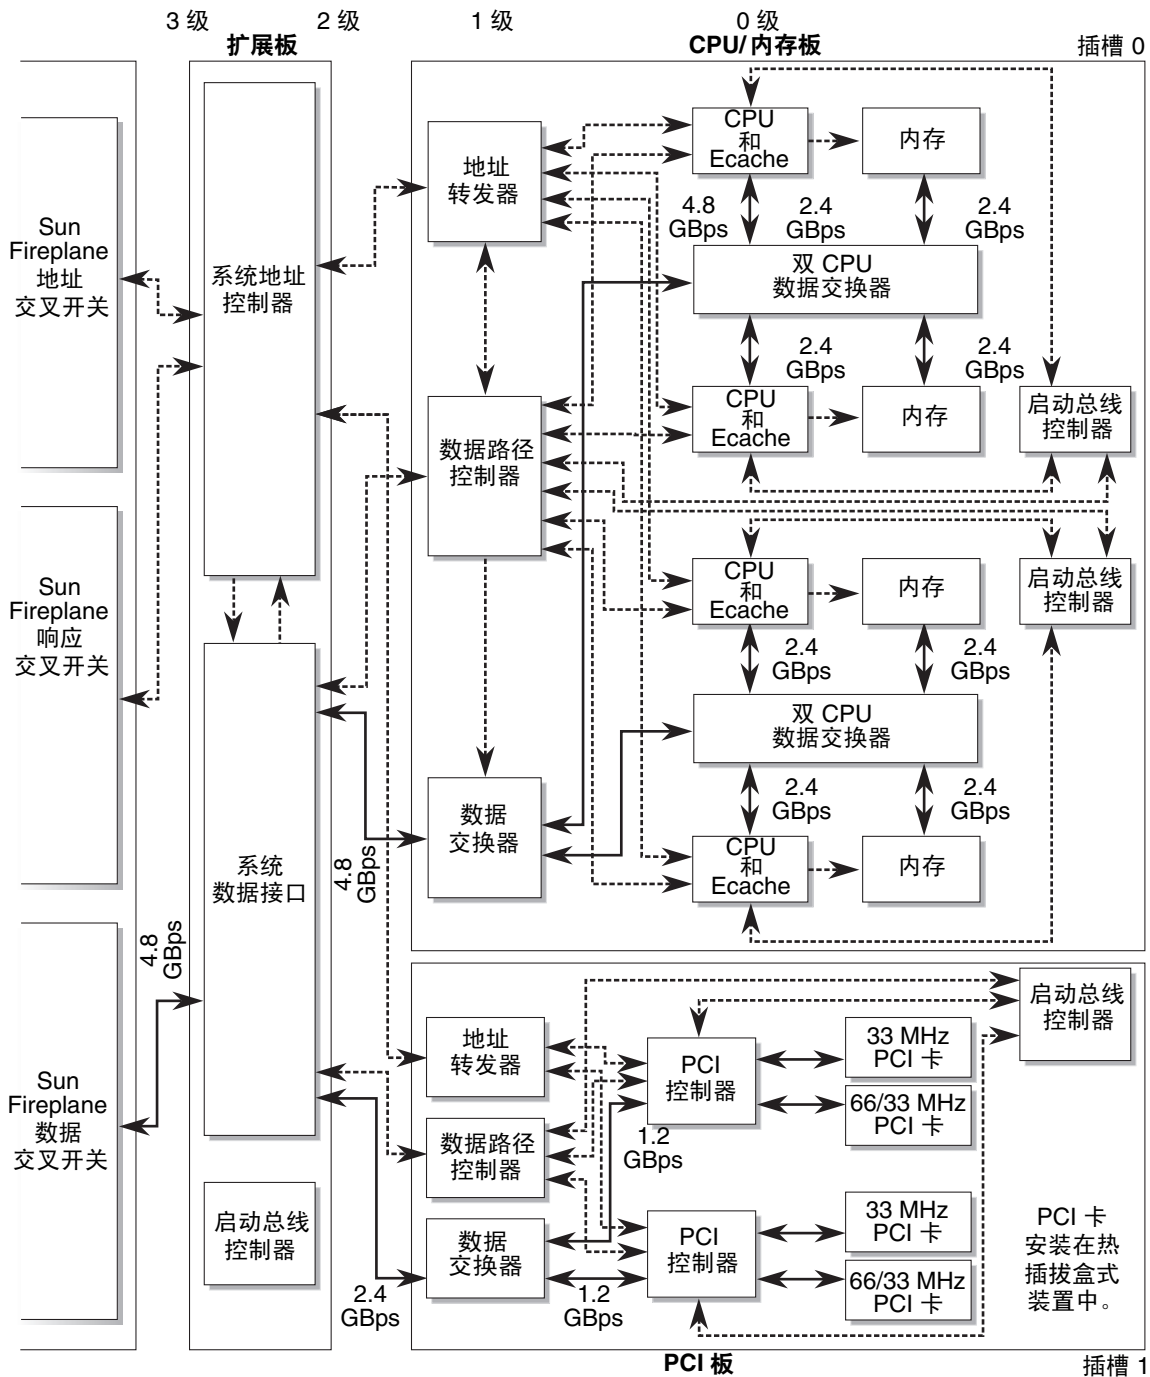 3 级
2 级
1 级
0 级
扩展板
CPU/ 内存板
插槽 0
Sun
Fireplane
地址
交叉开关
Sun
Fireplane
响应
交叉开关
Sun
Fireplane
数据
交叉开关
4.8
GBps
系统地址
控制器
系统
数据接口
启动总线
控制器
4.8
GBps
2.4
GBps
地址
转发器
数据路径
控制器
数据
交换器
CPU
和
Ecache
内存
4.8
GBps
2.4
GBps
2.4
GBps
双 CPU
数据交换器
2.4
GBps
2.4
GBps
CPU
和
Ecache
内存
启动总线
控制器
CPU
和
Ecache
内存
启动总线
控制器
2.4
GBps
2.4
GBps
双 CPU
数据交换器
2.4
GBps
2.4
GBps
CPU
和
Ecache
内存
启动总线
控制器
地址
转发器
数据路径
控制器
数据
交换器
PCI
控制器
33 MHz
PCI 卡
66/33 MHz
PCI 卡
1.2
GBps
PCI
控制器
33 MHz
PCI 卡
66/33 MHz
PCI 卡
1.2
GBps
PCI 卡
安装在热
插拔盒式
装置中。
PCI 板
插槽 1